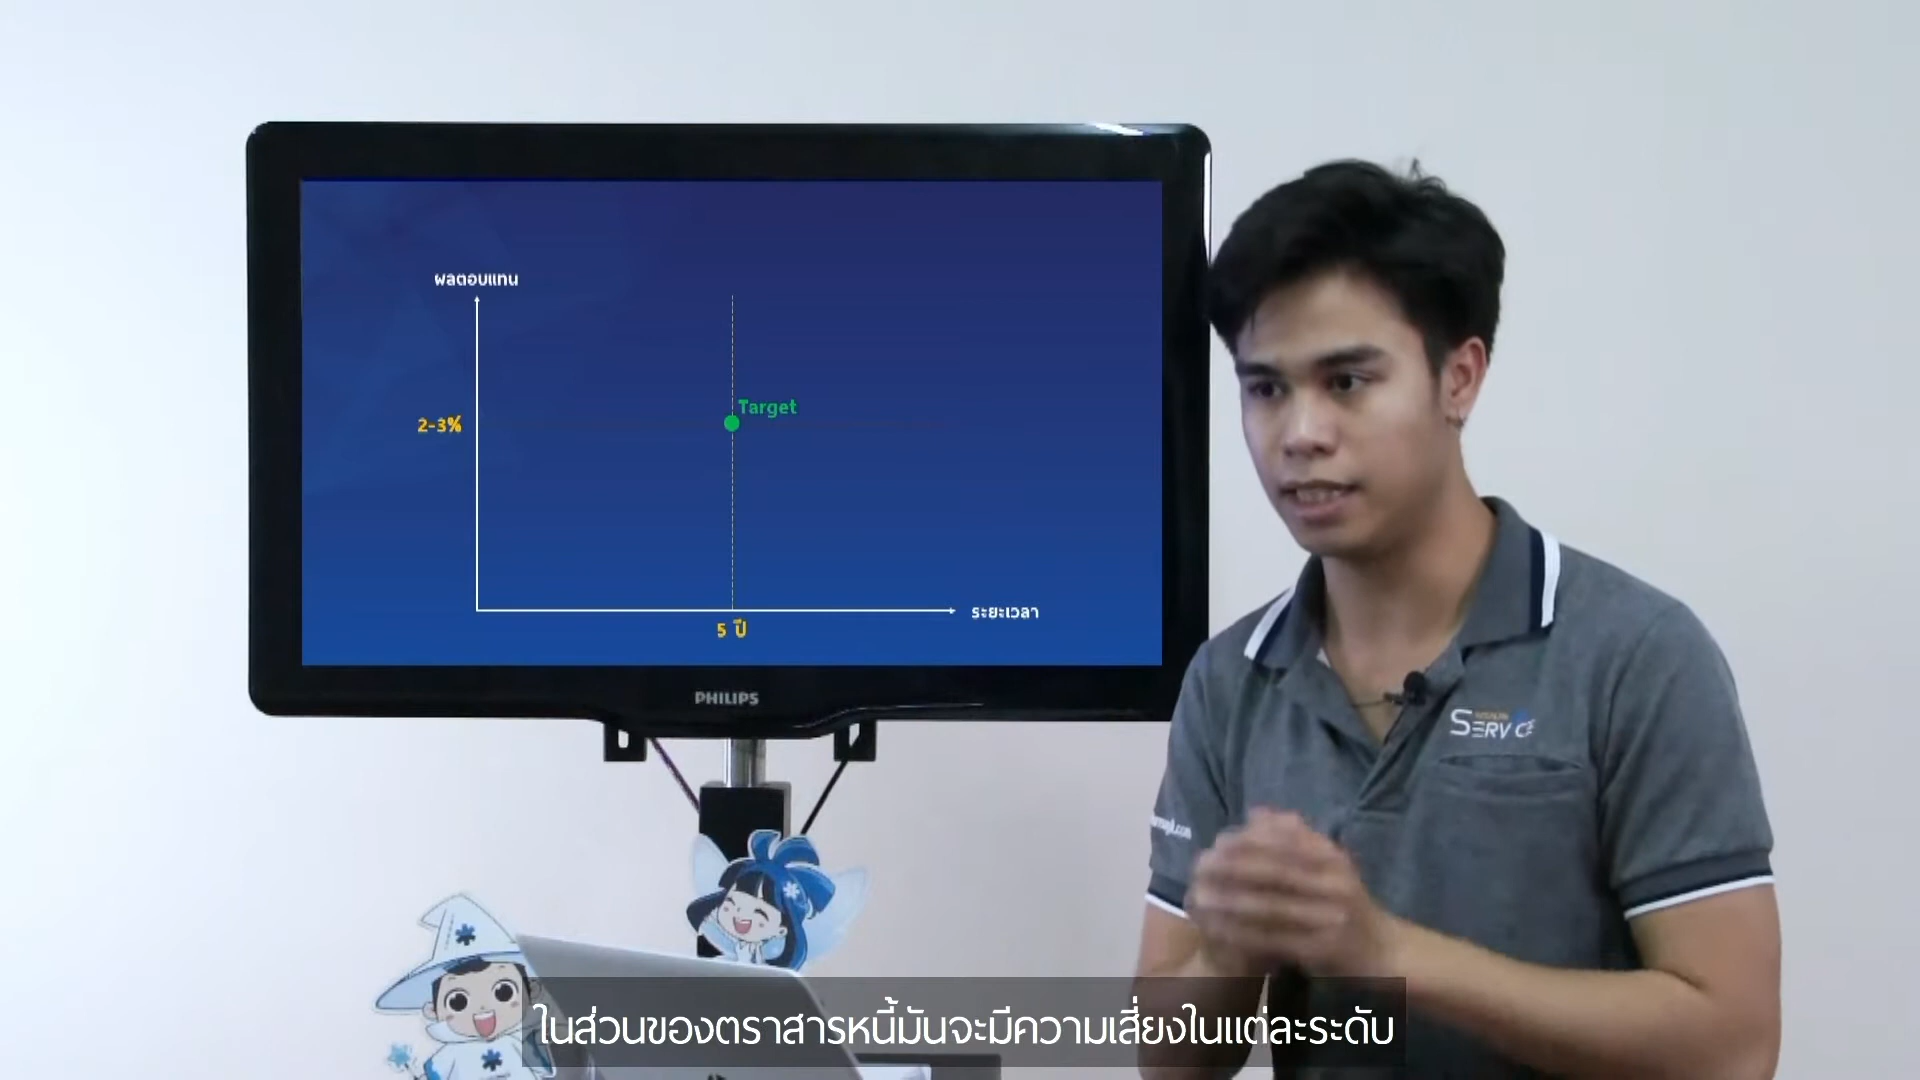 ผลตอบแทน
Target
2-3%
ระยะเวลา
5 ปี
PHILIPS
SERVICE
ในส่วนของตราสารหนี้มันจะมีความเสี่ยงในแต่ละระดับ